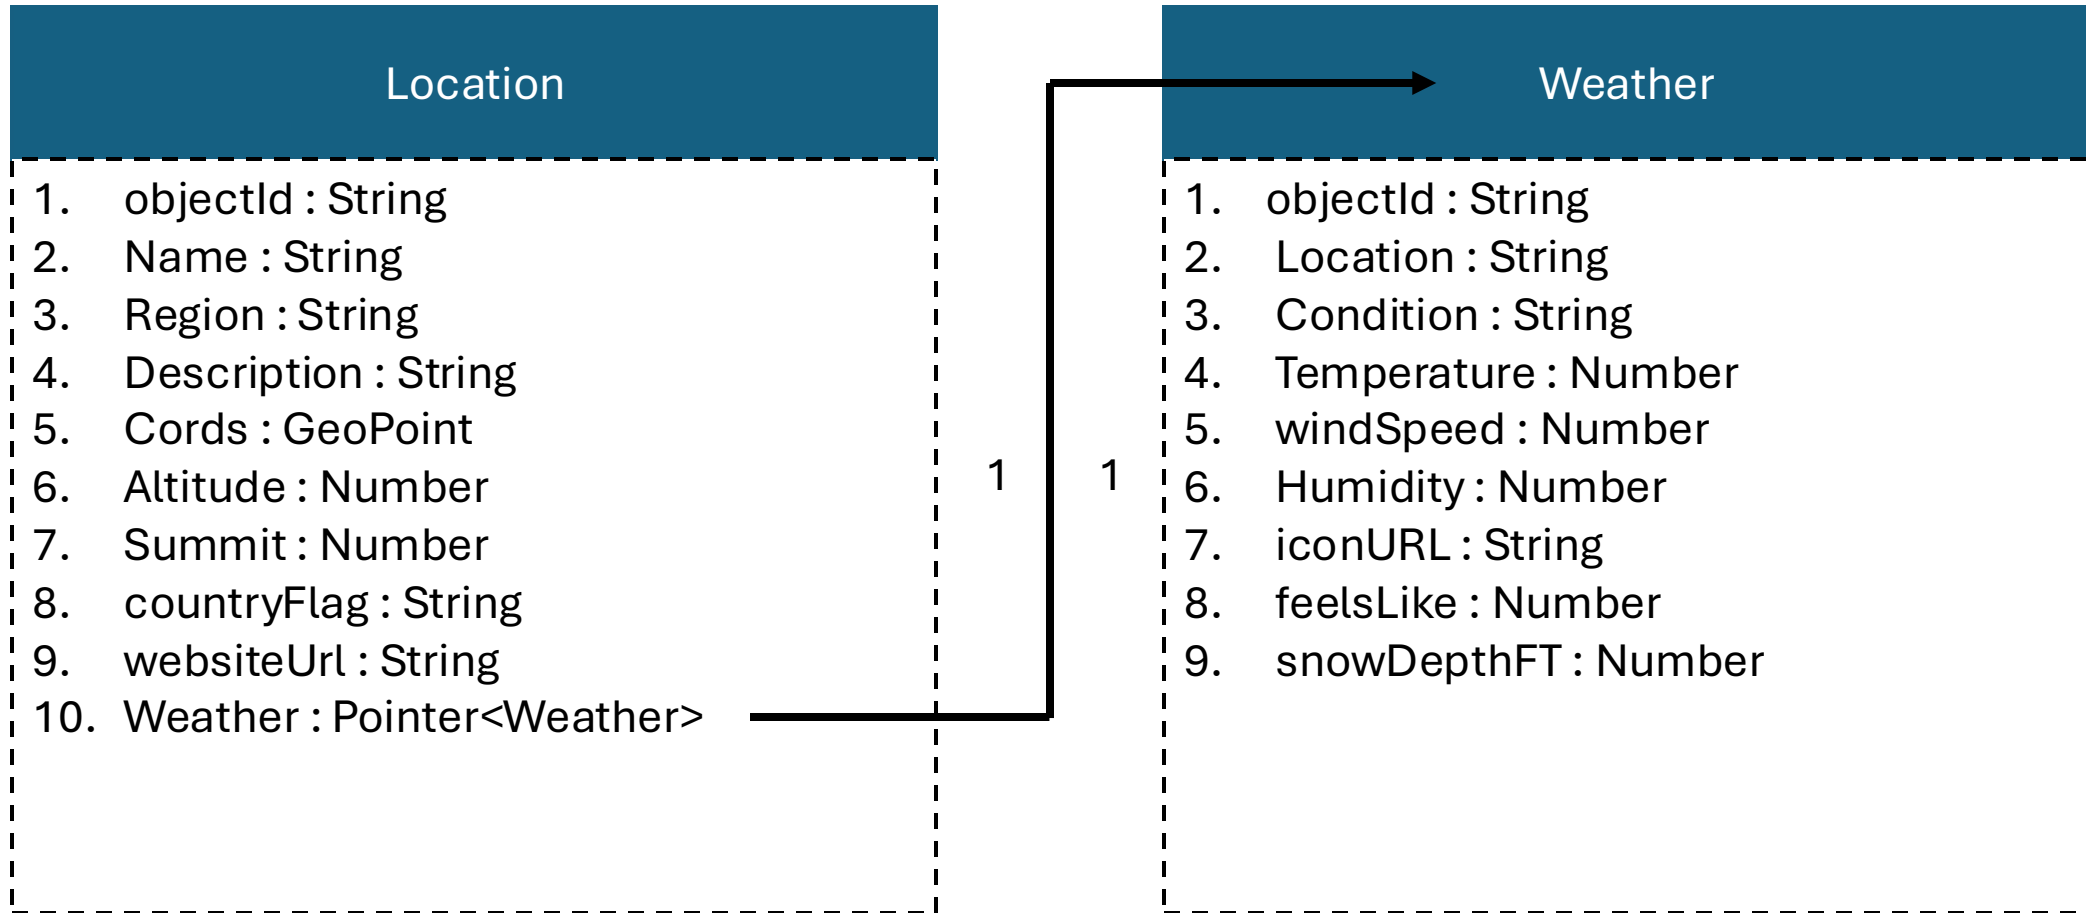 Location
1. objectId : String
2. Name : String
3. Region : String
4. Description : String
5. Cords : GeoPoint
6. Altitude : Number
7. Summit : Number
8. countryFlag : String
9. websiteUrl : String
10. Weather : Pointer<Weather>
1
1
Weather
1. objectId : String
2. Location : String
3. Condition : String
4. Temperature : Number
5. windSpeed : Number
6. Humidity : Number
7. iconURL : String
8. feelsLike : Number
9. snowDepthFT : Number